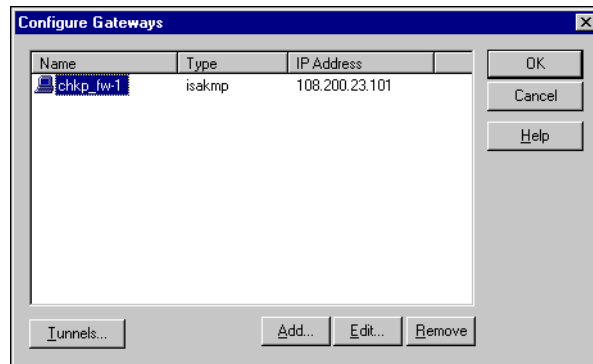 Configure Gateways
Name Type IP Address
chkp_fw-1 isakmp 108.200.23.101
OK
Cancel
Help
Tunnels... Add... Edit... Remove